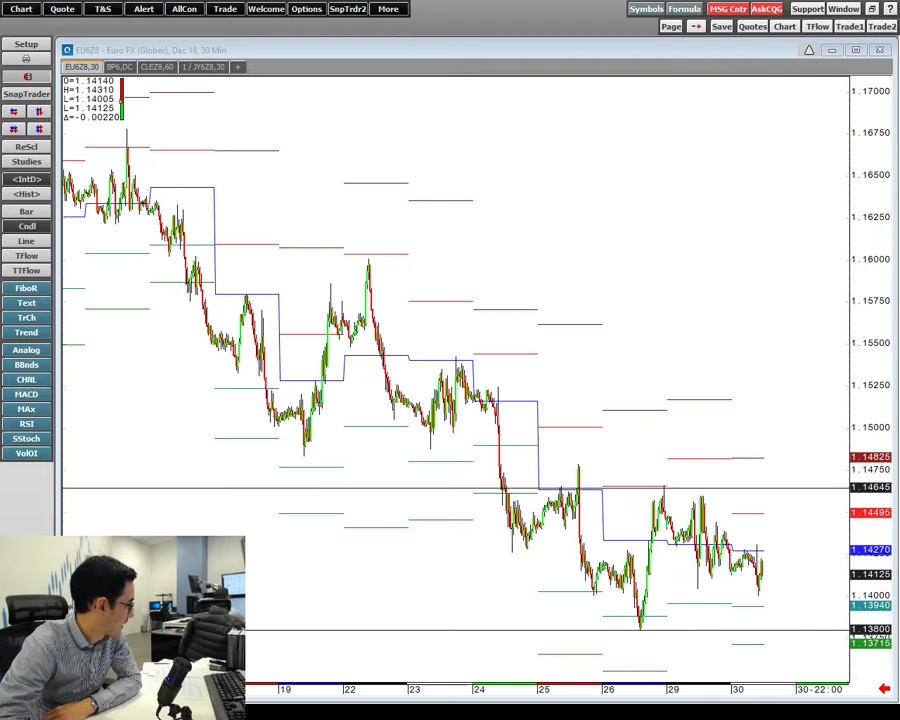 Chart Quote T&S Alert AllCon Trade Welcome Options SnpTrdr2 More Symbols Formula MSG Cntr AskCQG Support Window
Page Save Quotes Chart TFlow Trade1 Trade2
Setup
SnapTrader
ReScl
Studies
<IntD>
<Hist>
Bar
Cndl
Line
TFlow
TTFlow
FiboR
Text
TrCh
Trend
Analog
BBnds
CHNL
MACD
MAx
RSI
SStoch
VolOI
EU6Z8 - Euro FX (Globex), Dec 18, 30 Min
EU6Z8,30 BP6,DC CLEZ8,60 1 / JY6Z8,30 +
O=1.14140
H=1.14310
L=1.14005
L=1.14125
Δ=-0.00220
1.17000
1.16750
1.16500
1.16250
1.16000
1.15750
1.15500
1.15250
1.15000
1.14825
1.14750
1.14645
1.14495
1.14270
1.14125
1.14000
1.13940
1.13800
1.13715
19 22 23 24 25 26 29 30 30-22:00